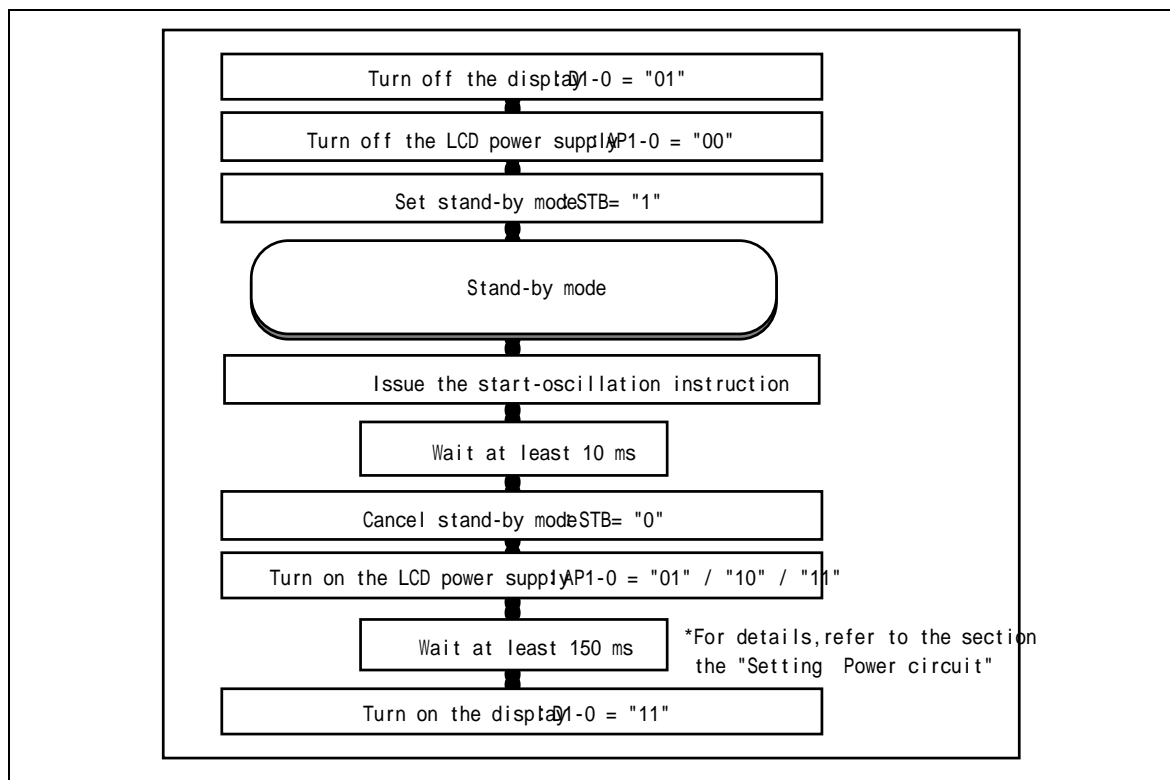 Turn off the display: D1-0 = "01"
Turn off the LCD power supply: AP1-0 = "00"
Set stand-by mode: STB= "1"
Stand-by mode
Issue the start-oscillation instruction
Wait at least 10 ms
Cancel stand-by mode: STB= "0"
Turn on the LCD power supply: AP1-0 = "01" / "10" / "11"
Wait at least 150 ms
*For details,refer to the section
the "Setting Power circuit"
Turn on the display: D1-0 = "11"